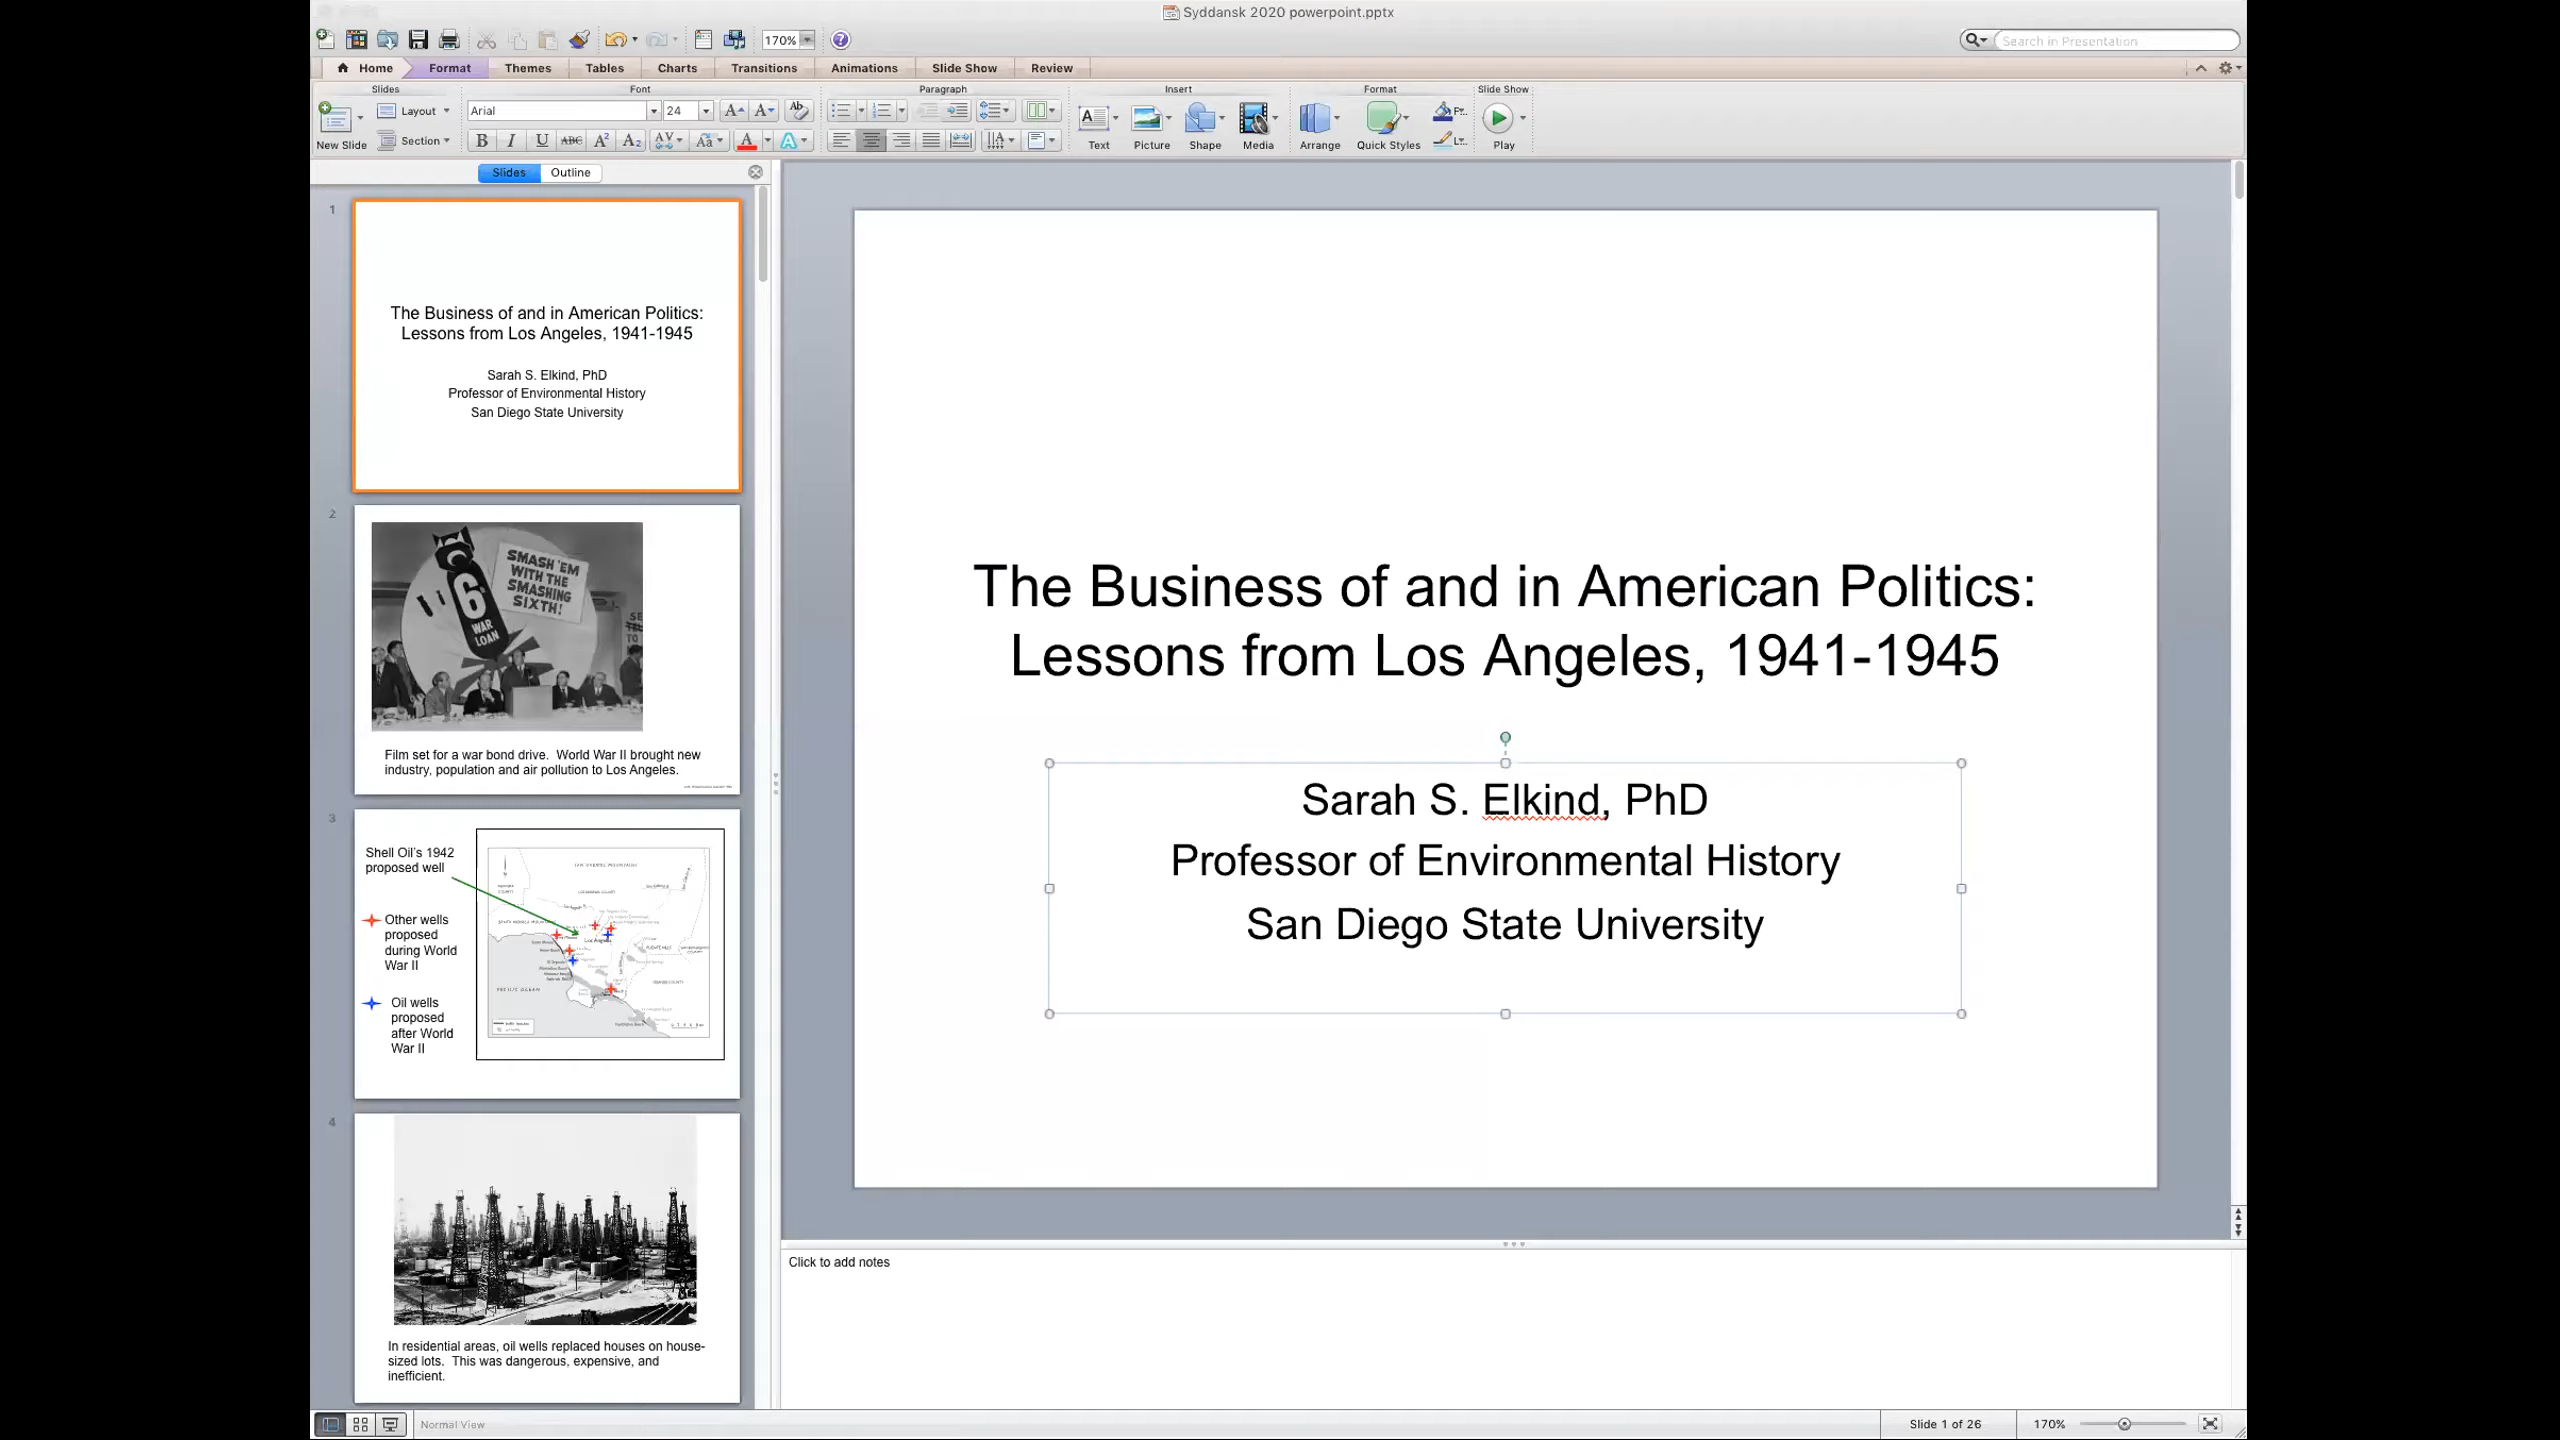 Syddansk 2020 powerpoint.pptx
170%
Search in Presentation
Home
Format
Themes
Tables
Charts
Transitions
Animations
Slide Show
Review
Slides
Font
Paragraph
Insert
Format
Slide Show
New Slide
Layout
Section
Arial
24
Text
Picture
Shape
Media
Arrange
Quick Styles
Play
Slides
Outline
1
The Business of and in American Politics:
Lessons from Los Angeles, 1941-1945
Sarah S. Elkind, PhD
Professor of Environmental History
San Diego State University
2
SMASH 'EM
WITH THE
SMASHING
SIXTH!
6
WAR
LOAN
Film set for a war bond drive. World War II brought new
industry, population and air pollution to Los Angeles.
3
Shell Oil's 1942
proposed well
Other wells
proposed
during World
War II
Oil wells
proposed
after World
War II
PACIFIC OCEAN
Los Angeles
4
In residential areas, oil wells replaced houses on house-
sized lots. This was dangerous, expensive, and
inefficient.
The Business of and in American Politics:
Lessons from Los Angeles, 1941-1945
Sarah S. Elkind, PhD
Professor of Environmental History
San Diego State University
Click to add notes
Normal View
Slide 1 of 26
170%